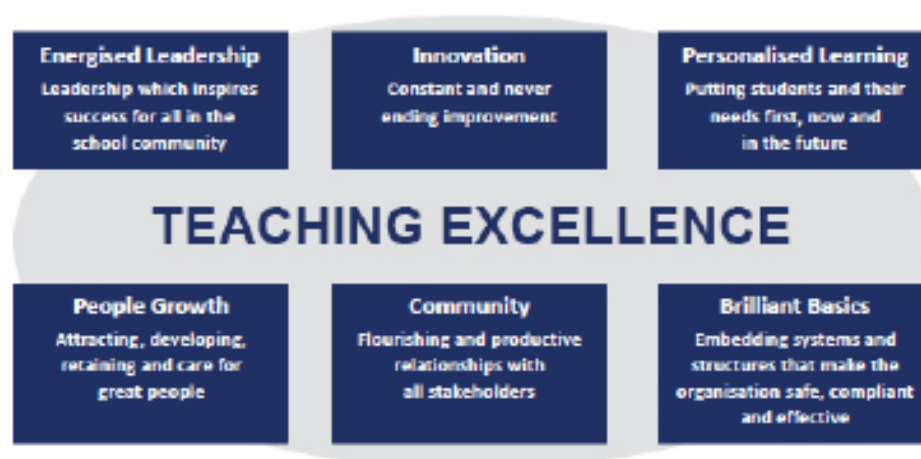 Energised Leadership
Leadership which inspires
success for all in the
school community
Innovation
Constant and never
ending improvement
Personalised Learning
Putting students and their
needs first, now and
in the future
TEACHING EXCELLENCE
People Growth
Attracting, developing,
retaining and care for
great people
Community
Flourishing and productive
relationships with
all stakeholders
Brilliant Basics
Embedding systems and
structures that make the
organisation safe, compliant
and effective